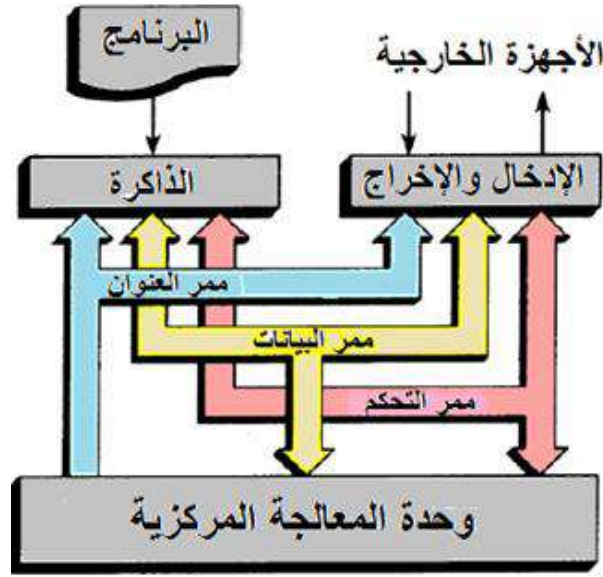 البرنامج
الأجهزة الخارجية
الذاكرة
الإدخال والإخراج
ممر العنوان
ممر البيانات
ممر التحكم
وحدة المعالجة المركزية